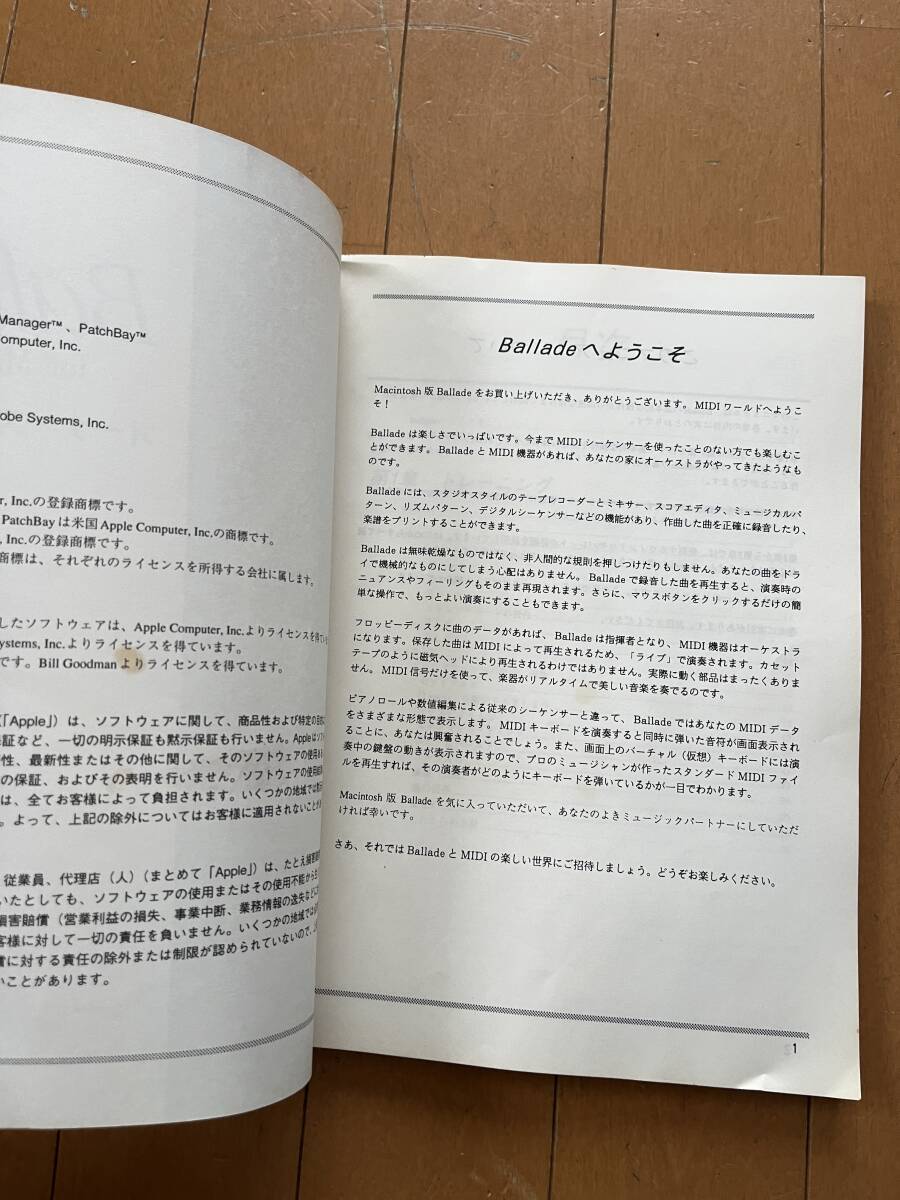 Manager™、PatchBay™
omputer, Inc.
obe Systems, Inc.
r, Inc.の登録商標です。
PatchBayは米国Apple Computer, Inc.の商標です。
, Inc.の登録商標です。
商標は、それぞれのライセンスを所得する会社に属します。
したソフトウェアは、Apple Computer, Inc.よりライセンスを得てい
ystems, Inc.よりライセンスを得ています。
です。Bill Goodmanよりライセンスを得ています。
(「Apple」）は、ソフトウェアに関して、商品性および特定の目的
保証など、一切の明示保証も黙示保証も行いません。Appleはソフト
性、最新性またはその他に関して、そのソフトウェアの使用
の保証、およびその表明を行いません。ソフトウェアの使用
は、全てお客様によって負担されます。いくつかの地域では
。よって、上記の除外についてはお客様に適用されないことが
従業員、代理店（人）（まとめて「Apple」）は、たとえ損害
いたとしても、ソフトウェアの使用またはその使用不能から
損害賠償（営業利益の損失、事業中断、業務情報の逸失など
客様に対して一切の責任を負いません。いくつかの地域では
償に対する責任の除外または制限が認められていないので、
いことがあります。
Balladeへようこそ
Macintosh 版 Ballade をお買い上げいただき、ありがとうございます。 MIDI ワールドへようこ
そ！
Ballade は楽しさでいっぱいです。今まで MIDI シーケンサーを使ったことのない方でも楽しむこ
とができます。 Ballade と MIDI 機器があれば、あなたの家にオーケストラがやってきたようなも
のです。
Ballade には、スタジオスタイルのテープレコーダーとミキサー、スコアエディタ、ミュージカルパ
ターン、リズムパターン、デジタルシーケンサーなどの機能があり、作曲した曲を正確に録音したり、
楽譜をプリントすることができます。
Ballade は無味乾燥なものではなく、非人間的な規則を押しつけたりもしません。あなたの曲をドラ
イで機械的なものにしてしまう心配はありません。 Ballade で録音した曲を再生すると、演奏時の
ニュアンスやフィーリングもそのまま再現されます。さらに、マウスボタンをクリックするだけの簡
単な操作で、もっとよい演奏にすることもできます。
フロッピーディスクに曲のデータがあれば、 Ballade は指揮者となり、 MIDI 機器はオーケストラ
になります。保存した曲は MIDI によって再生されるため、「ライブ」で演奏されます。カセット
テープのように磁気ヘッドにより再生されるわけではありません。実際に動く部品はまったくありま
せん。 MIDI 信号だけを使って、楽器がリアルタイムで美しい音楽を奏でるのです。
ピアノロールや数値編集による従来のシーケンサーと違って、 Ballade ではあなたの MIDI データ
をさまざまな形態で表示します。 MIDI キーボードを演奏すると同時に弾いた音符が画面表示され
ることに、あなたは興奮されることでしょう。また、画面上のバーチャル（仮想）キーボードには演
奏中の鍵盤の動きが表示されますので、プロのミュージシャンが作ったスタンダード MIDI ファイ
ルを再生すれば、その演奏者がどのようにキーボードを弾いているかが一目でわかります。
Macintosh 版 Ballade を気に入っていただいて、あなたのよきミュージックパートナーにしていただ
ければ幸いです。
さあ、それでは Ballade と MIDI の楽しい世界にご招待しましょう。どうぞお楽しみください。
1